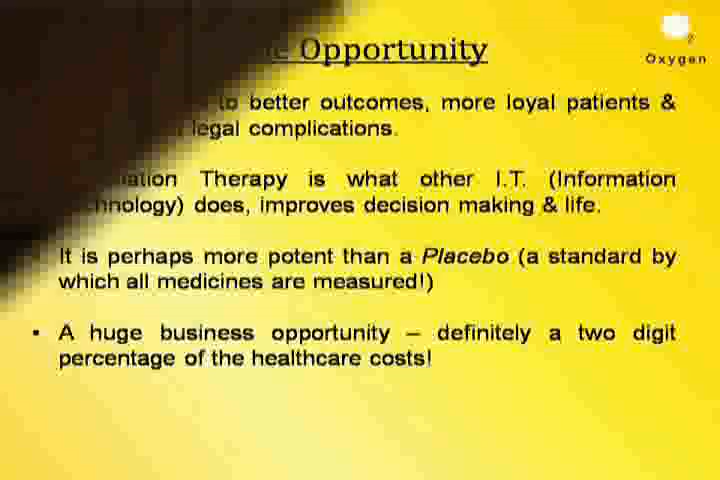 Opportunity
Oxygen
to better outcomes, more loyal patients &
legal complications.
Therapy is what other I.T. (Information
does, improves decision making & life.
It is perhaps more potent than a Placebo (a standard by
which all medicines are measured!)
• A huge business opportunity – definitely a two digit
percentage of the healthcare costs!